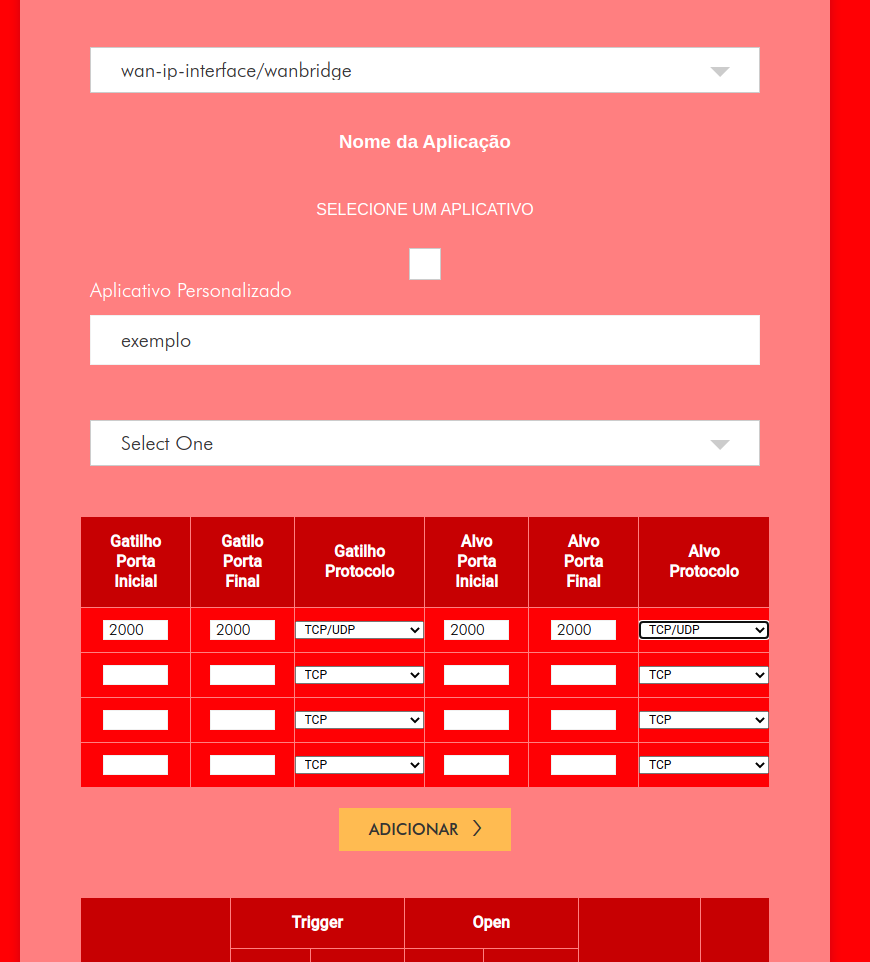 wan-ip-interface/wanbridge
Nome da Aplicação
SELECIONE UM APLICATIVO
Aplicativo Personalizado
exemplo
Select One
Gatilho Porta Inicial
Gatilo Porta Final
Gatilho Protocolo
Alvo Porta Inicial
Alvo Porta Final
Alvo Protocolo
2000 2000 TCP/UDP 2000 2000 TCP/UDP
TCP TCP
TCP TCP
TCP TCP
ADICIONAR
Trigger Open